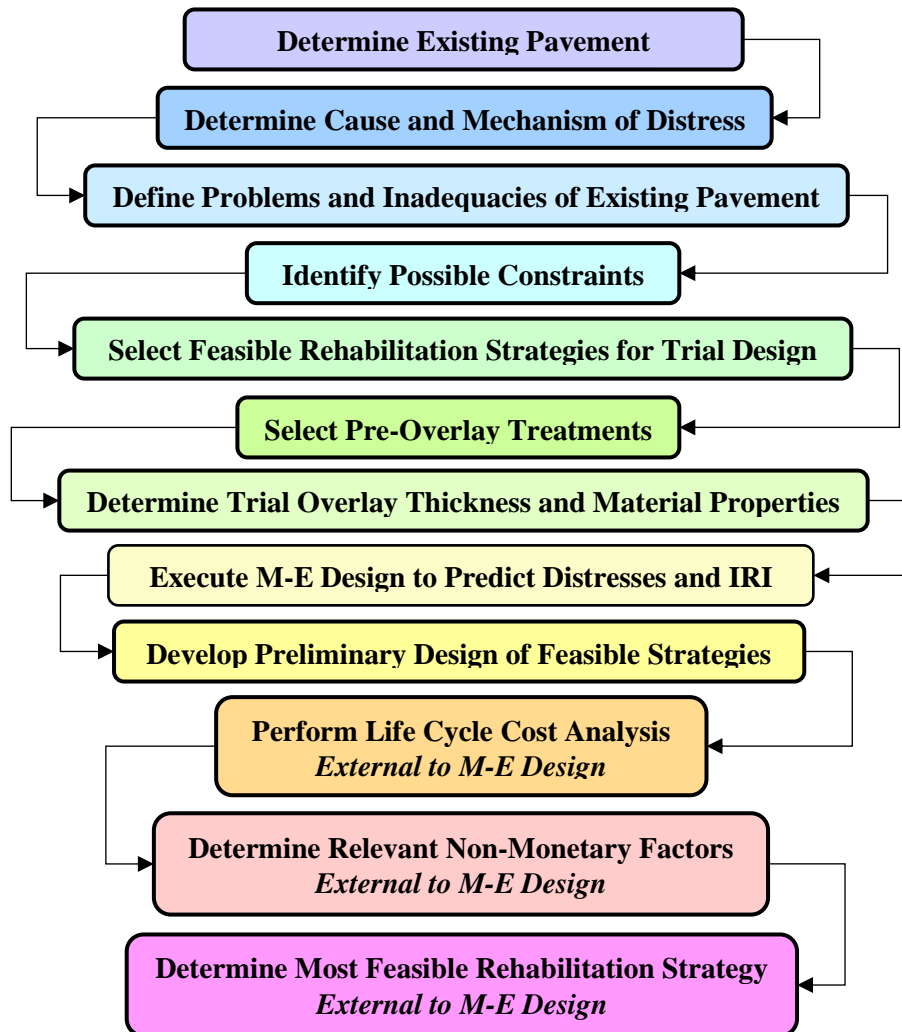 Determine Existing Pavement
Determine Cause and Mechanism of Distress
Define Problems and Inadequacies of Existing Pavement
Identify Possible Constraints
Select Feasible Rehabilitation Strategies for Trial Design
Select Pre-Overlay Treatments
Determine Trial Overlay Thickness and Material Properties
Execute M-E Design to Predict Distresses and IRI
Develop Preliminary Design of Feasible Strategies
Perform Life Cycle Cost Analysis
External to M-E Design
Determine Relevant Non-Monetary Factors
External to M-E Design
Determine Most Feasible Rehabilitation Strategy
External to M-E Design